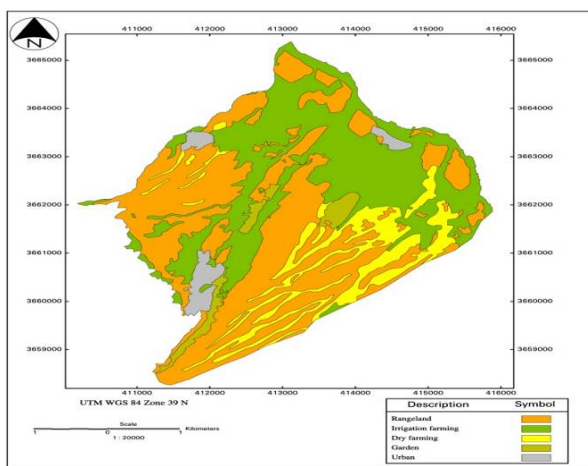 411000 412000 413000 414000 415000 416000
N
3665000 3665000
3664000 3664000
3663000 3663000
3662000 3662000
3661000 3661000
3660000 3660000
3659000 3659000
411000 412000 413000 414000 415000 416000
UTM WGS 84 Zone 39 N
Scale
1 0 1 Kilometers
1 : 20000
Description Symbol
Rangeland
Irrigation farming
Dry farming
Garden
Urban